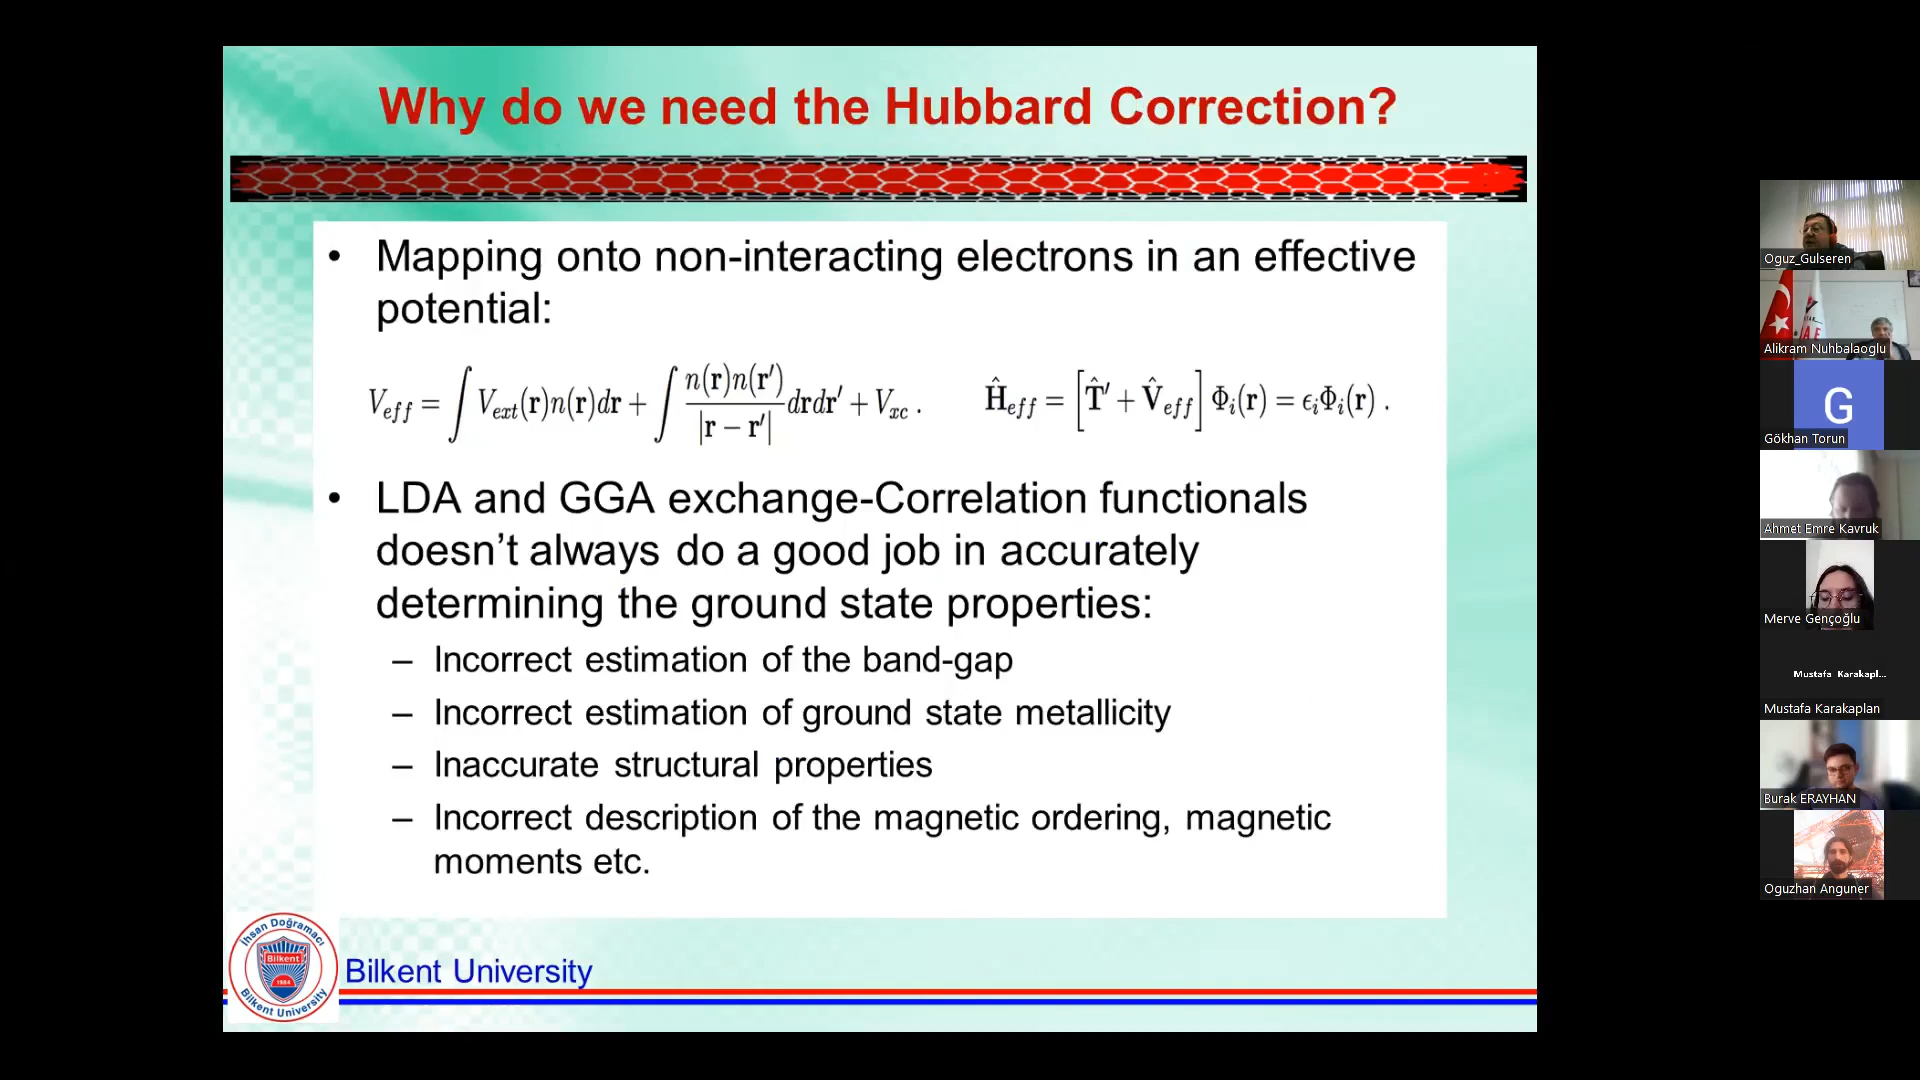 Why do we need the Hubbard Correction?
• Mapping onto non-interacting electrons in an effective
potential:
V_eff = ∫ V_ext(r)n(r)dr + ∫ n(r)n(r′)/|r − r′| drdr′ + V_xc .
Ĥ_eff = [T̂′ + V̂_eff] Φ_i(r) = ϵ_iΦ_i(r) .
• LDA and GGA exchange-Correlation functionals
doesn’t always do a good job in accurately
determining the ground state properties:
– Incorrect estimation of the band-gap
– Incorrect estimation of ground state metallicity
– Inaccurate structural properties
– Incorrect description of the magnetic ordering, magnetic
moments etc.
İhsan Doğramacı
Bilkent
1984
Bilkent University
Bilkent University
Oguz_Gulseren
Alikram Nuhbalaoglu
G
Gökhan Torun
Ahmet Emre Kavruk
Merve Gençoğlu
Mustafa Karakapl...
Mustafa Karakaplan
Burak ERAYHAN
Oguzhan Anguner